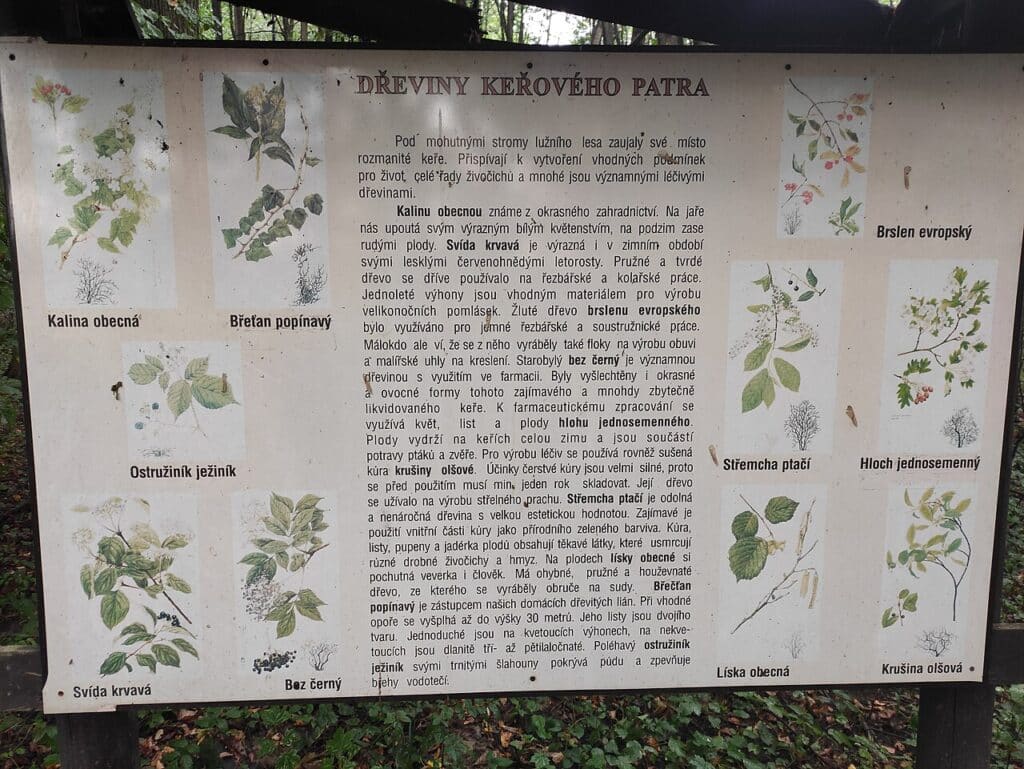 DŘEVINY KEŘOVÉHO PATRA
Pod mohutnými stromy lužního lesa zaujaly své místo
rozmanité keře. Přispívají k vytvoření vhodných podmínek
pro život celé řady živočichů a mnohé jsou významnými léčivými
dřevinami.
Kalinu obecnou známe z okrasného zahradnictví. Na jaře
nás upoutá svým výrazným bílým květenstvím, na podzim zase
rudými plody. Svída krvavá je výrazná i v zimním období
svými lesklými červenohnědými letorosty. Pružné a tvrdé
dřevo se dříve používalo na řezbářské a kolařské práce.
Jednoleté výhony jsou vhodným materiálem pro výrobu
velikonočních pomlásek. Žluté dřevo brslenu evropského
bylo využíváno pro jemné řezbářské a soustružnické práce.
Málokdo ale ví, že se z něho vyráběly také floky na výrobu obuvi
a malířské uhly na kreslení. Starobylý bez černý je významnou
dřevinou s využitím ve farmacii. Byly vyšlechtěny i okrasné
a ovocné formy tohoto zajímavého a mnohdy zbytečně
likvidovaného keře. K farmaceutickému zpracování se
využívá květ, list a plody hlohu jednosemenného.
Plody vydrží na keřích celou zimu a jsou součástí
potravy ptáků a zvěře. Pro výrobu léčiv se používá rovněž sušená
kůra krušiny olšové. Účinky čerstvé kůry jsou velmi silné, proto
se před použitím musí min. jeden rok skladovat. Její dřevo
se užívalo na výrobu střelného prachu. Střemcha ptačí je odolná
a nenáročná dřevina s velkou estetickou hodnotou. Zajímavé je
použití vnitřní části kůry jako přírodního zeleného barviva. Kůra,
listy, pupeny a jadérka plodů obsahují těkavé látky, které usmrcují
různé drobné živočichy a hmyz. Na plodech lísky obecné si
pochutná veverka i člověk. Má ohybné, pružné a houževnaté
dřevo, ze kterého se vyráběly obruče na sudy. Břečťan
popínavý je zástupcem našich domácích dřevitých lián. Při vhodné
opoře se vyšplhá až do výšky 30 metrů. Jeho listy jsou dvojího
tvaru. Jednoduché jsou na kvetoucích výhonech, na nekve-
toucích jsou dlanitě tří- až pětilaločnaté. Poléhavý ostružiník
ježiník svými trnitými šlahouny pokrývá půdu a zpevňuje
břehy vodotečí.
Kalina obecná
Břeťan popínavý
Ostružiník ježiník
Svída krvavá
Bez černý
Brslen evropský
Střemcha ptačí
Hloch jednosemenný
Líska obecná
Krušina olšová